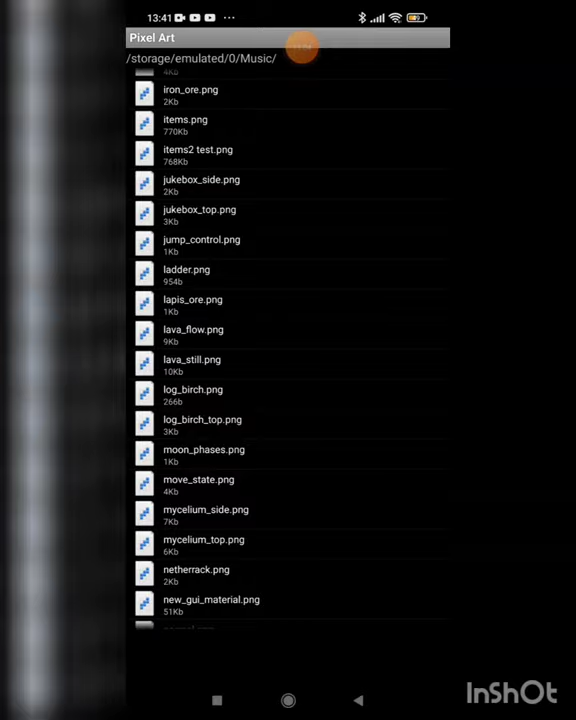 13:41
Pixel Art
/storage/emulated/0/Music/
4Kb
iron_ore.png
2Kb
items.png
770Kb
items2 test.png
768Kb
jukebox_side.png
2Kb
jukebox_top.png
3Kb
jump_control.png
1Kb
ladder.png
954b
lapis_ore.png
1Kb
lava_flow.png
9Kb
lava_still.png
10Kb
log_birch.png
266b
log_birch_top.png
3Kb
moon_phases.png
1Kb
move_state.png
4Kb
mycelium_side.png
7Kb
mycelium_top.png
6Kb
netherrack.png
2Kb
new_gui_material.png
51Kb
InShOt